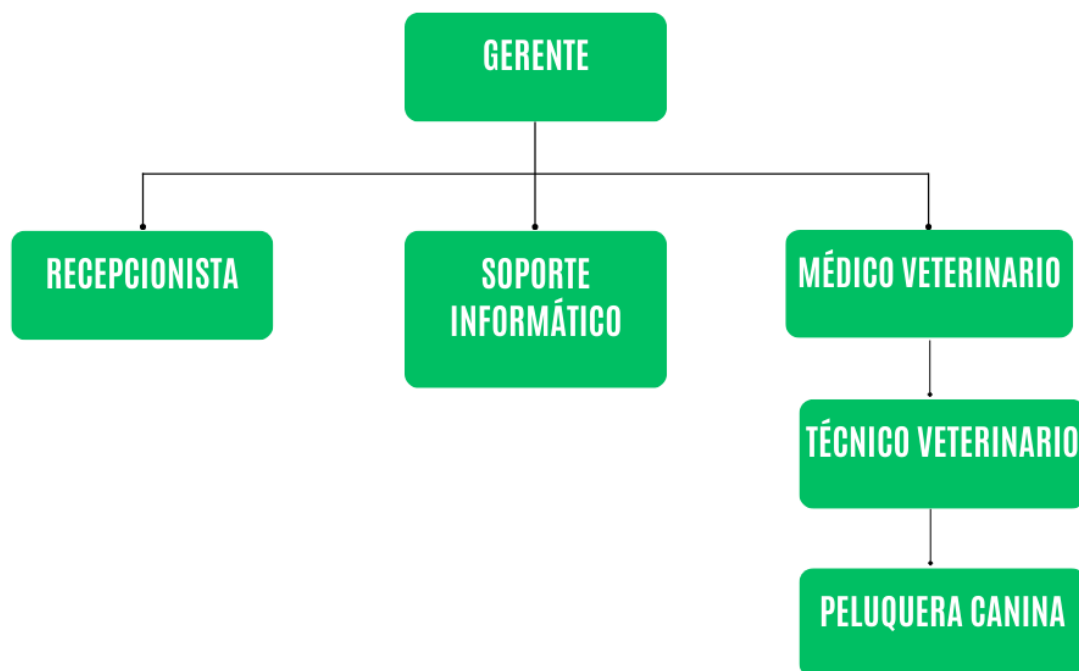 GERENTE
RECEPCIONISTA
SOPORTE
INFORMÁTICO
MÉDICO VETERINARIO
TÉCNICO VETERINARIO
PELUQUERA CANINA